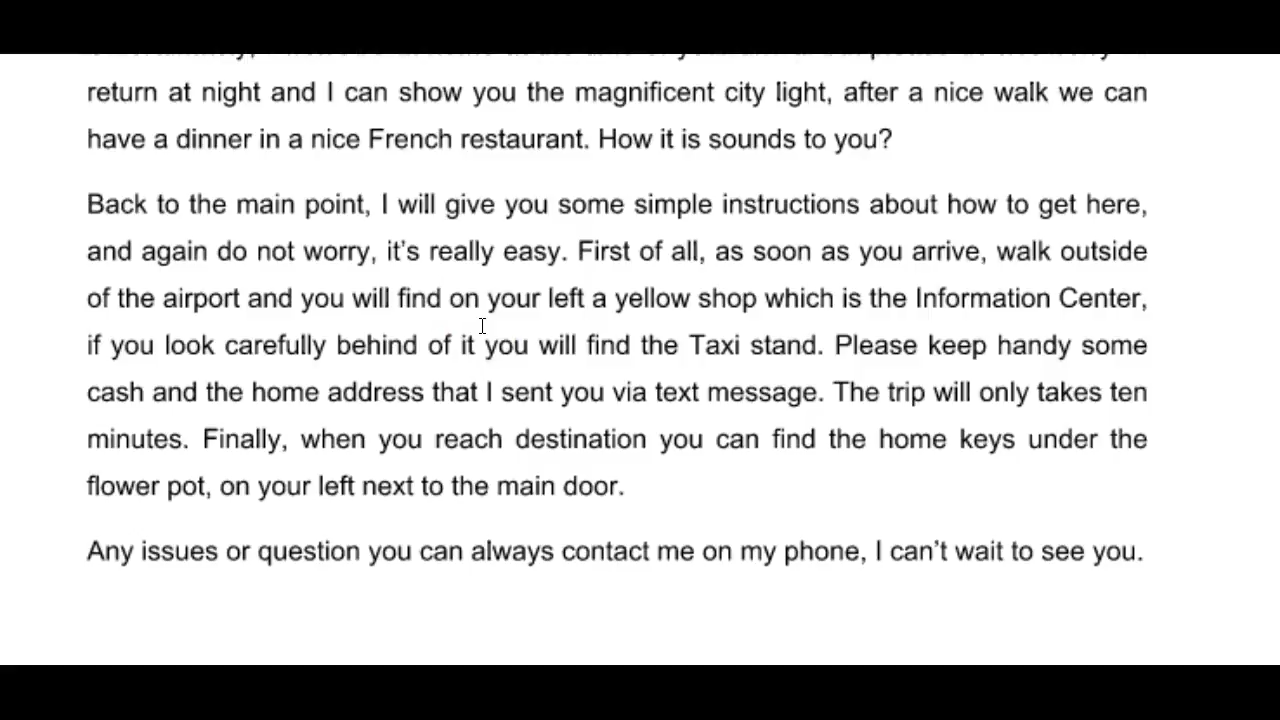 return at night and I can show you the magnificent city light, after a nice walk we can
have a dinner in a nice French restaurant. How it is sounds to you?
Back to the main point, I will give you some simple instructions about how to get here,
and again do not worry, it’s really easy. First of all, as soon as you arrive, walk outside
of the airport and you will find on your left a yellow shop which is the Information Center,
if you look carefully behind of it you will find the Taxi stand. Please keep handy some
cash and the home address that I sent you via text message. The trip will only takes ten
minutes. Finally, when you reach destination you can find the home keys under the
flower pot, on your left next to the main door.
Any issues or question you can always contact me on my phone, I can’t wait to see you.